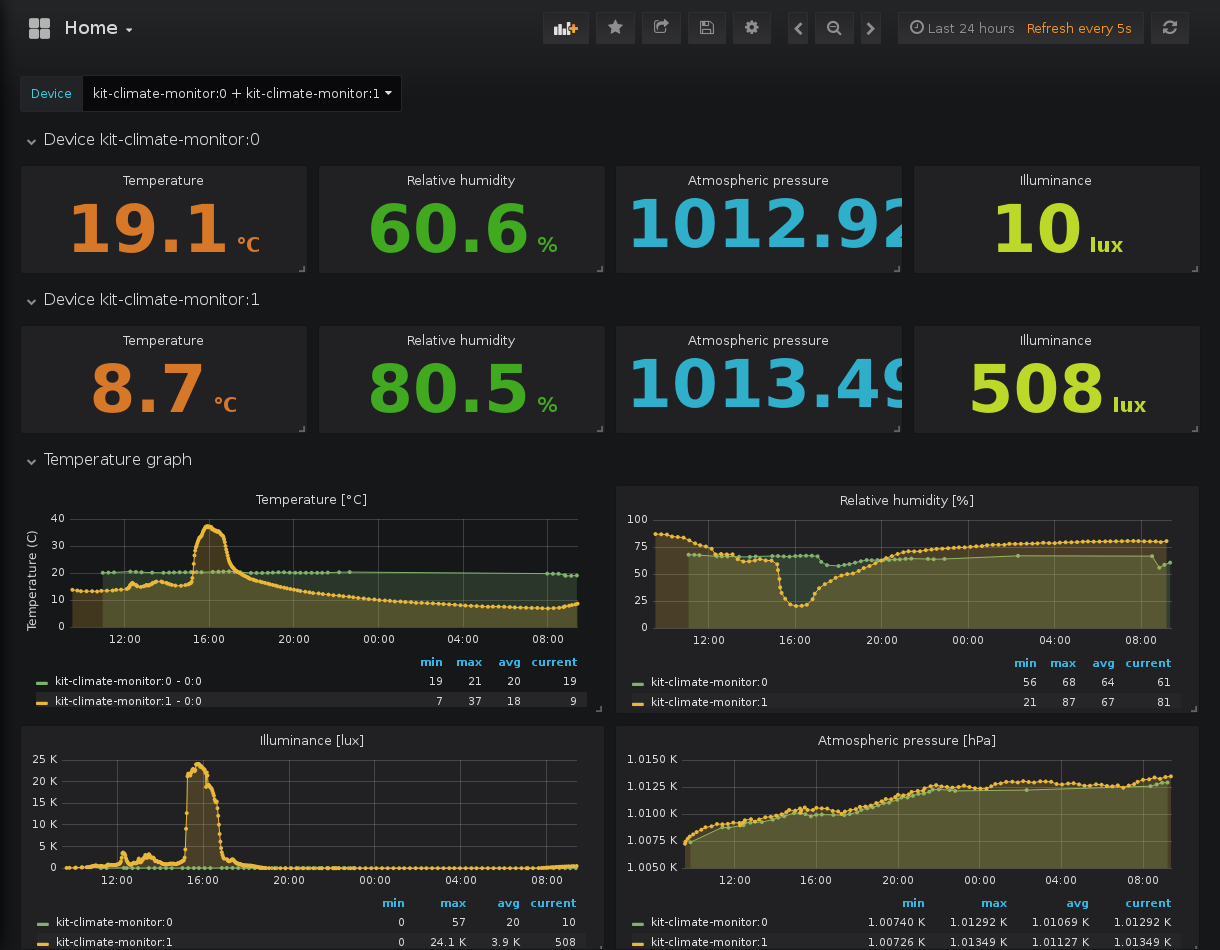 Home
Last 24 hours Refresh every 5s
Device kit-climate-monitor:0 + kit-climate-monitor:1
Device kit-climate-monitor:0
Temperature Relative humidity Atmospheric pressure Illuminance
19.1 °C 60.6 % 1012.92 10 lux
Device kit-climate-monitor:1
Temperature Relative humidity Atmospheric pressure Illuminance
8.7 °C 80.5 % 1013.49 508 lux
Temperature graph
Temperature [°C]
Temperature (C)
40
30
20
10
0
12:00 16:00 20:00 00:00 04:00 08:00
min max avg current
kit-climate-monitor:0 - 0:0 19 21 20 19
kit-climate-monitor:1 - 0:0 7 37 18 9
Relative humidity [%]
100
75
50
25
0
12:00 16:00 20:00 00:00 04:00 08:00
min max avg current
kit-climate-monitor:0 56 68 64 61
kit-climate-monitor:1 21 87 67 81
Illuminance [lux]
25 K
20 K
15 K
10 K
5 K
0
12:00 16:00 20:00 00:00 04:00 08:00
min max avg current
kit-climate-monitor:0 0 57 20 10
kit-climate-monitor:1 0 24.1 K 3.9 K 508
Atmospheric pressure [hPa]
1.0150 K
1.0125 K
1.0100 K
1.0075 K
1.0050 K
12:00 16:00 20:00 00:00 04:00 08:00
min max avg current
kit-climate-monitor:0 1.00740 K 1.01292 K 1.01069 K 1.01292 K
kit-climate-monitor:1 1.00726 K 1.01349 K 1.01127 K 1.01349 K